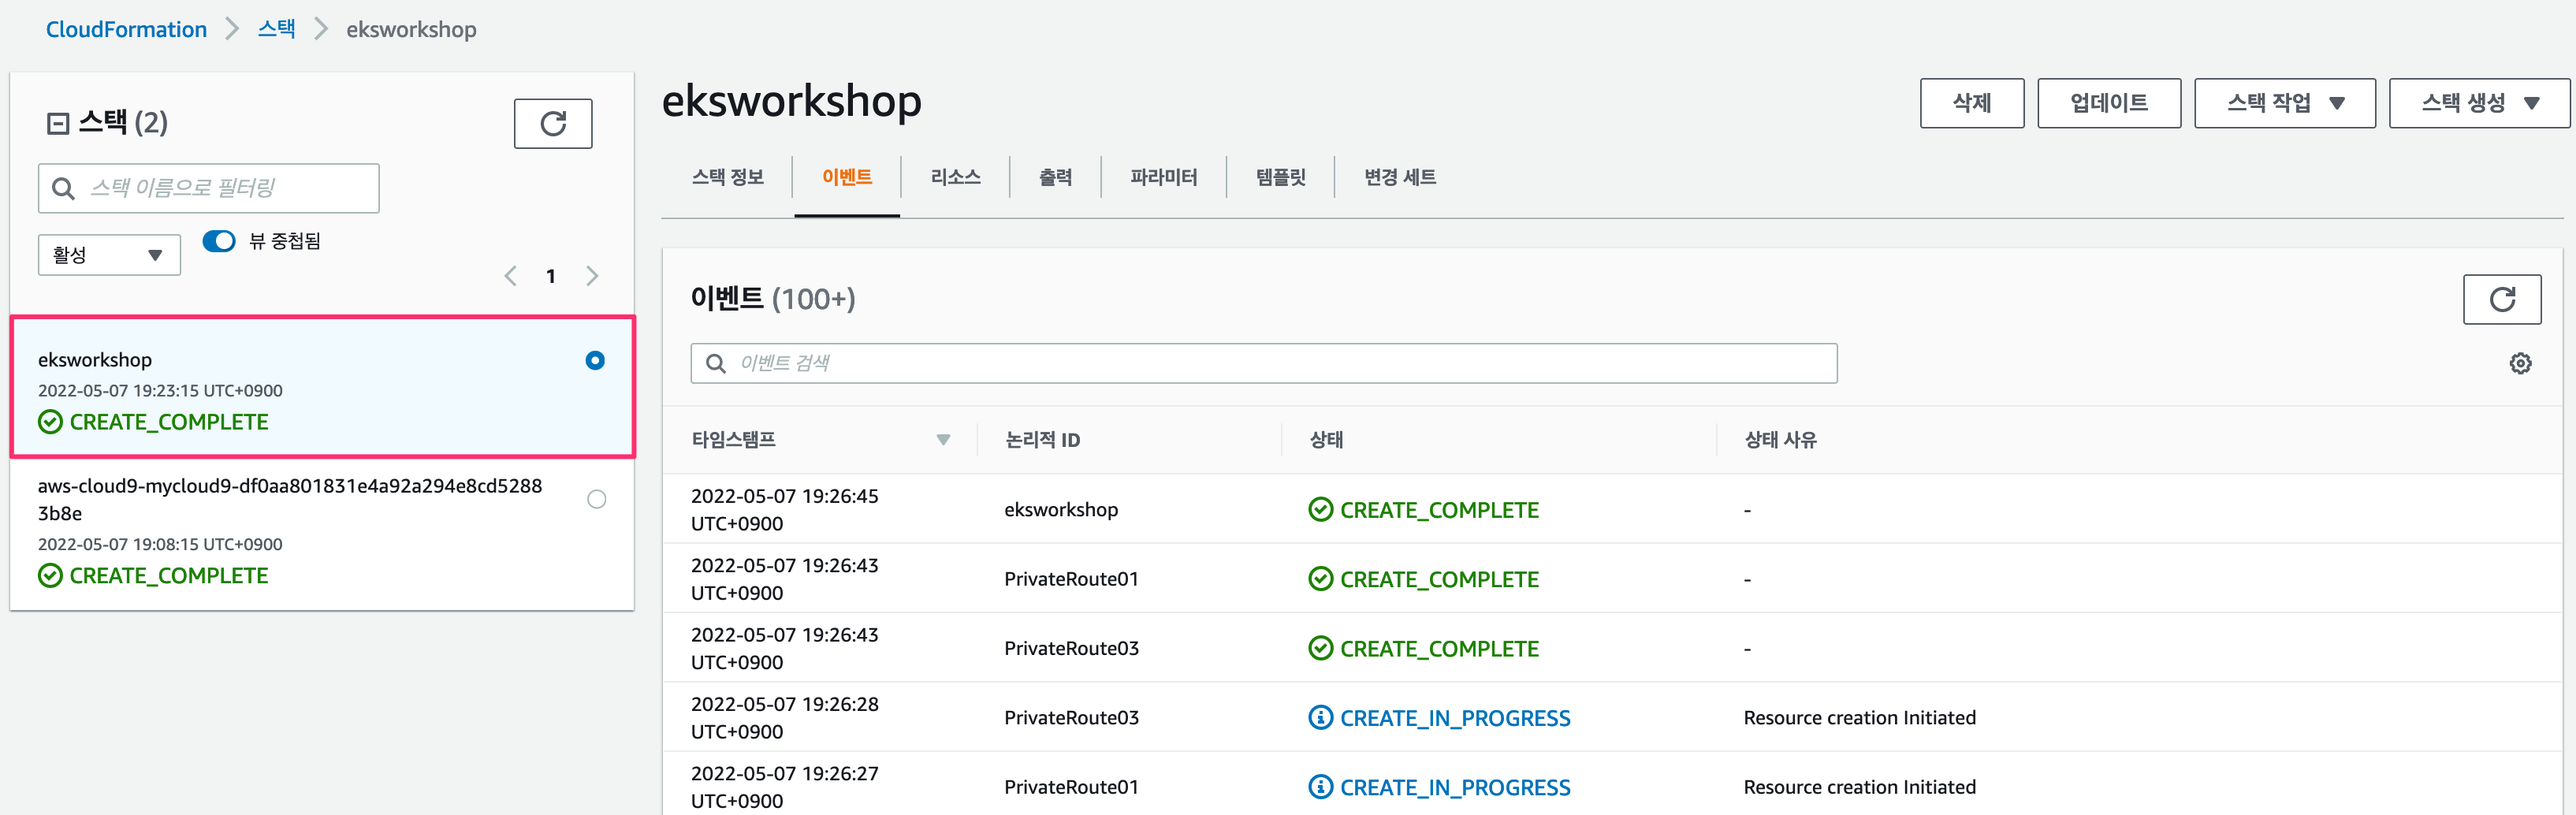 CloudFormation
스택
eksworkshop
스택 (2)
스택 이름으로 필터링
활성
뷰 중첩됨
1
eksworkshop
2022-05-07 19:23:15 UTC+0900
CREATE_COMPLETE
aws-cloud9-mycloud9-df0aa801831e4a92a294e8cd5288
3b8e
2022-05-07 19:08:15 UTC+0900
CREATE_COMPLETE
eksworkshop
삭제
업데이트
스택 작업
스택 생성
스택 정보
이벤트
리소스
출력
파라미터
템플릿
변경 세트
이벤트 (100+)
이벤트 검색
타임스탬프
논리적 ID
상태
상태 사유
2022-05-07 19:26:45
UTC+0900
eksworkshop
CREATE_COMPLETE
-
2022-05-07 19:26:43
UTC+0900
PrivateRoute01
CREATE_COMPLETE
-
2022-05-07 19:26:43
UTC+0900
PrivateRoute03
CREATE_COMPLETE
-
2022-05-07 19:26:28
UTC+0900
PrivateRoute03
CREATE_IN_PROGRESS
Resource creation Initiated
2022-05-07 19:26:27
UTC+0900
PrivateRoute01
CREATE_IN_PROGRESS
Resource creation Initiated